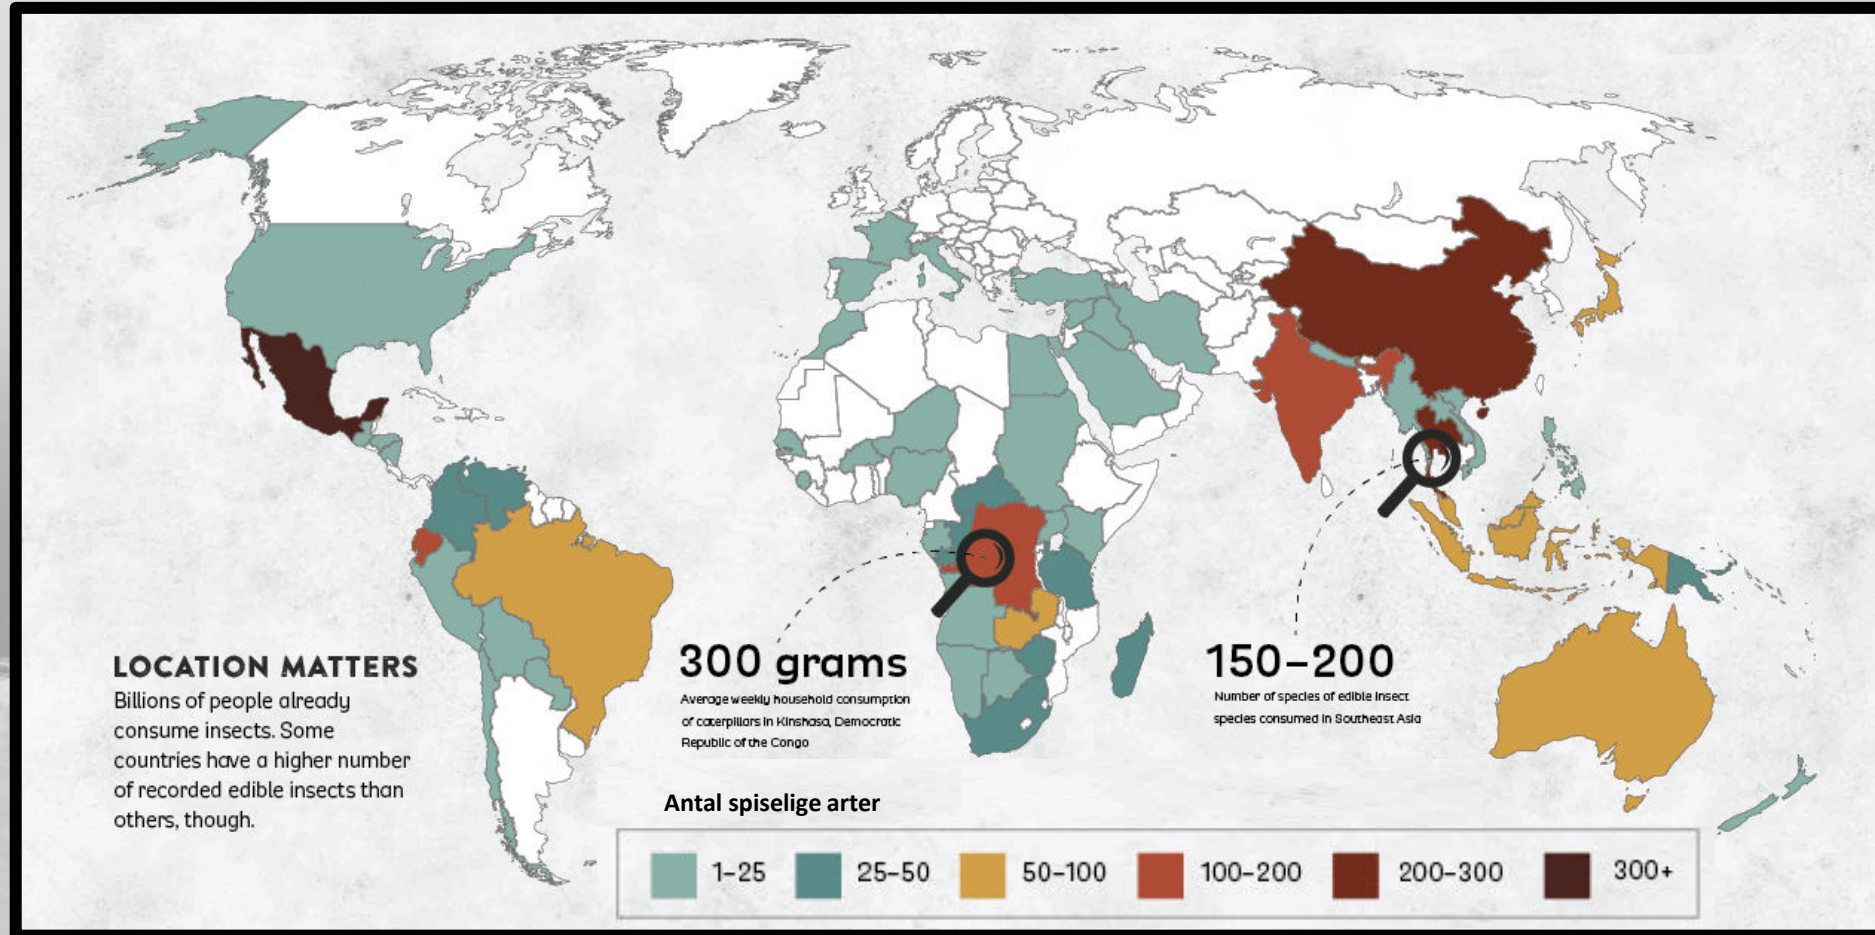 LOCATION MATTERS
Billions of people already
consume insects. Some
countries have a higher number
of recorded edible insects than
others, though.
300 grams
Average weekly household consumption
of caterpillars in Kinshasa, Democratic
Republic of the Congo
150–200
Number of species of edible insect
species consumed in Southeast Asia
Antal spiselige arter
1–25 25–50 50–100 100–200 200–300 300+